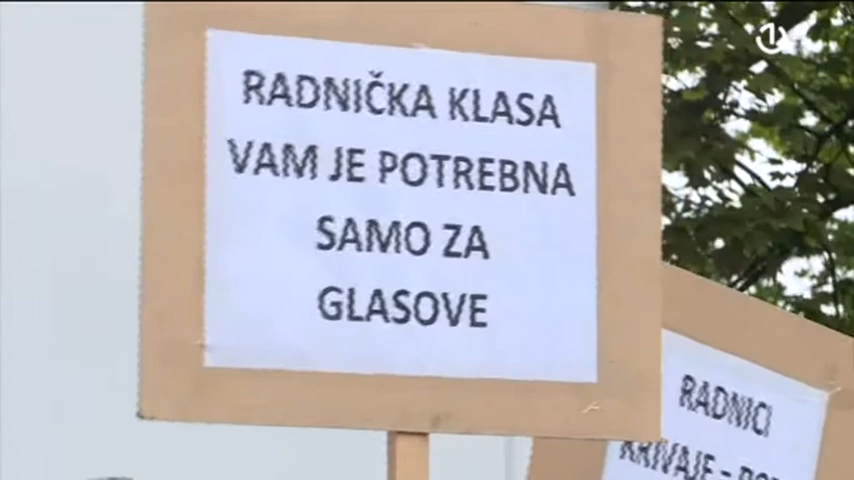 RADNIČKA KLASA
VAM JE POTREBNA
SAMO ZA
GLASOVE
RADNICI
KRIVAJE -